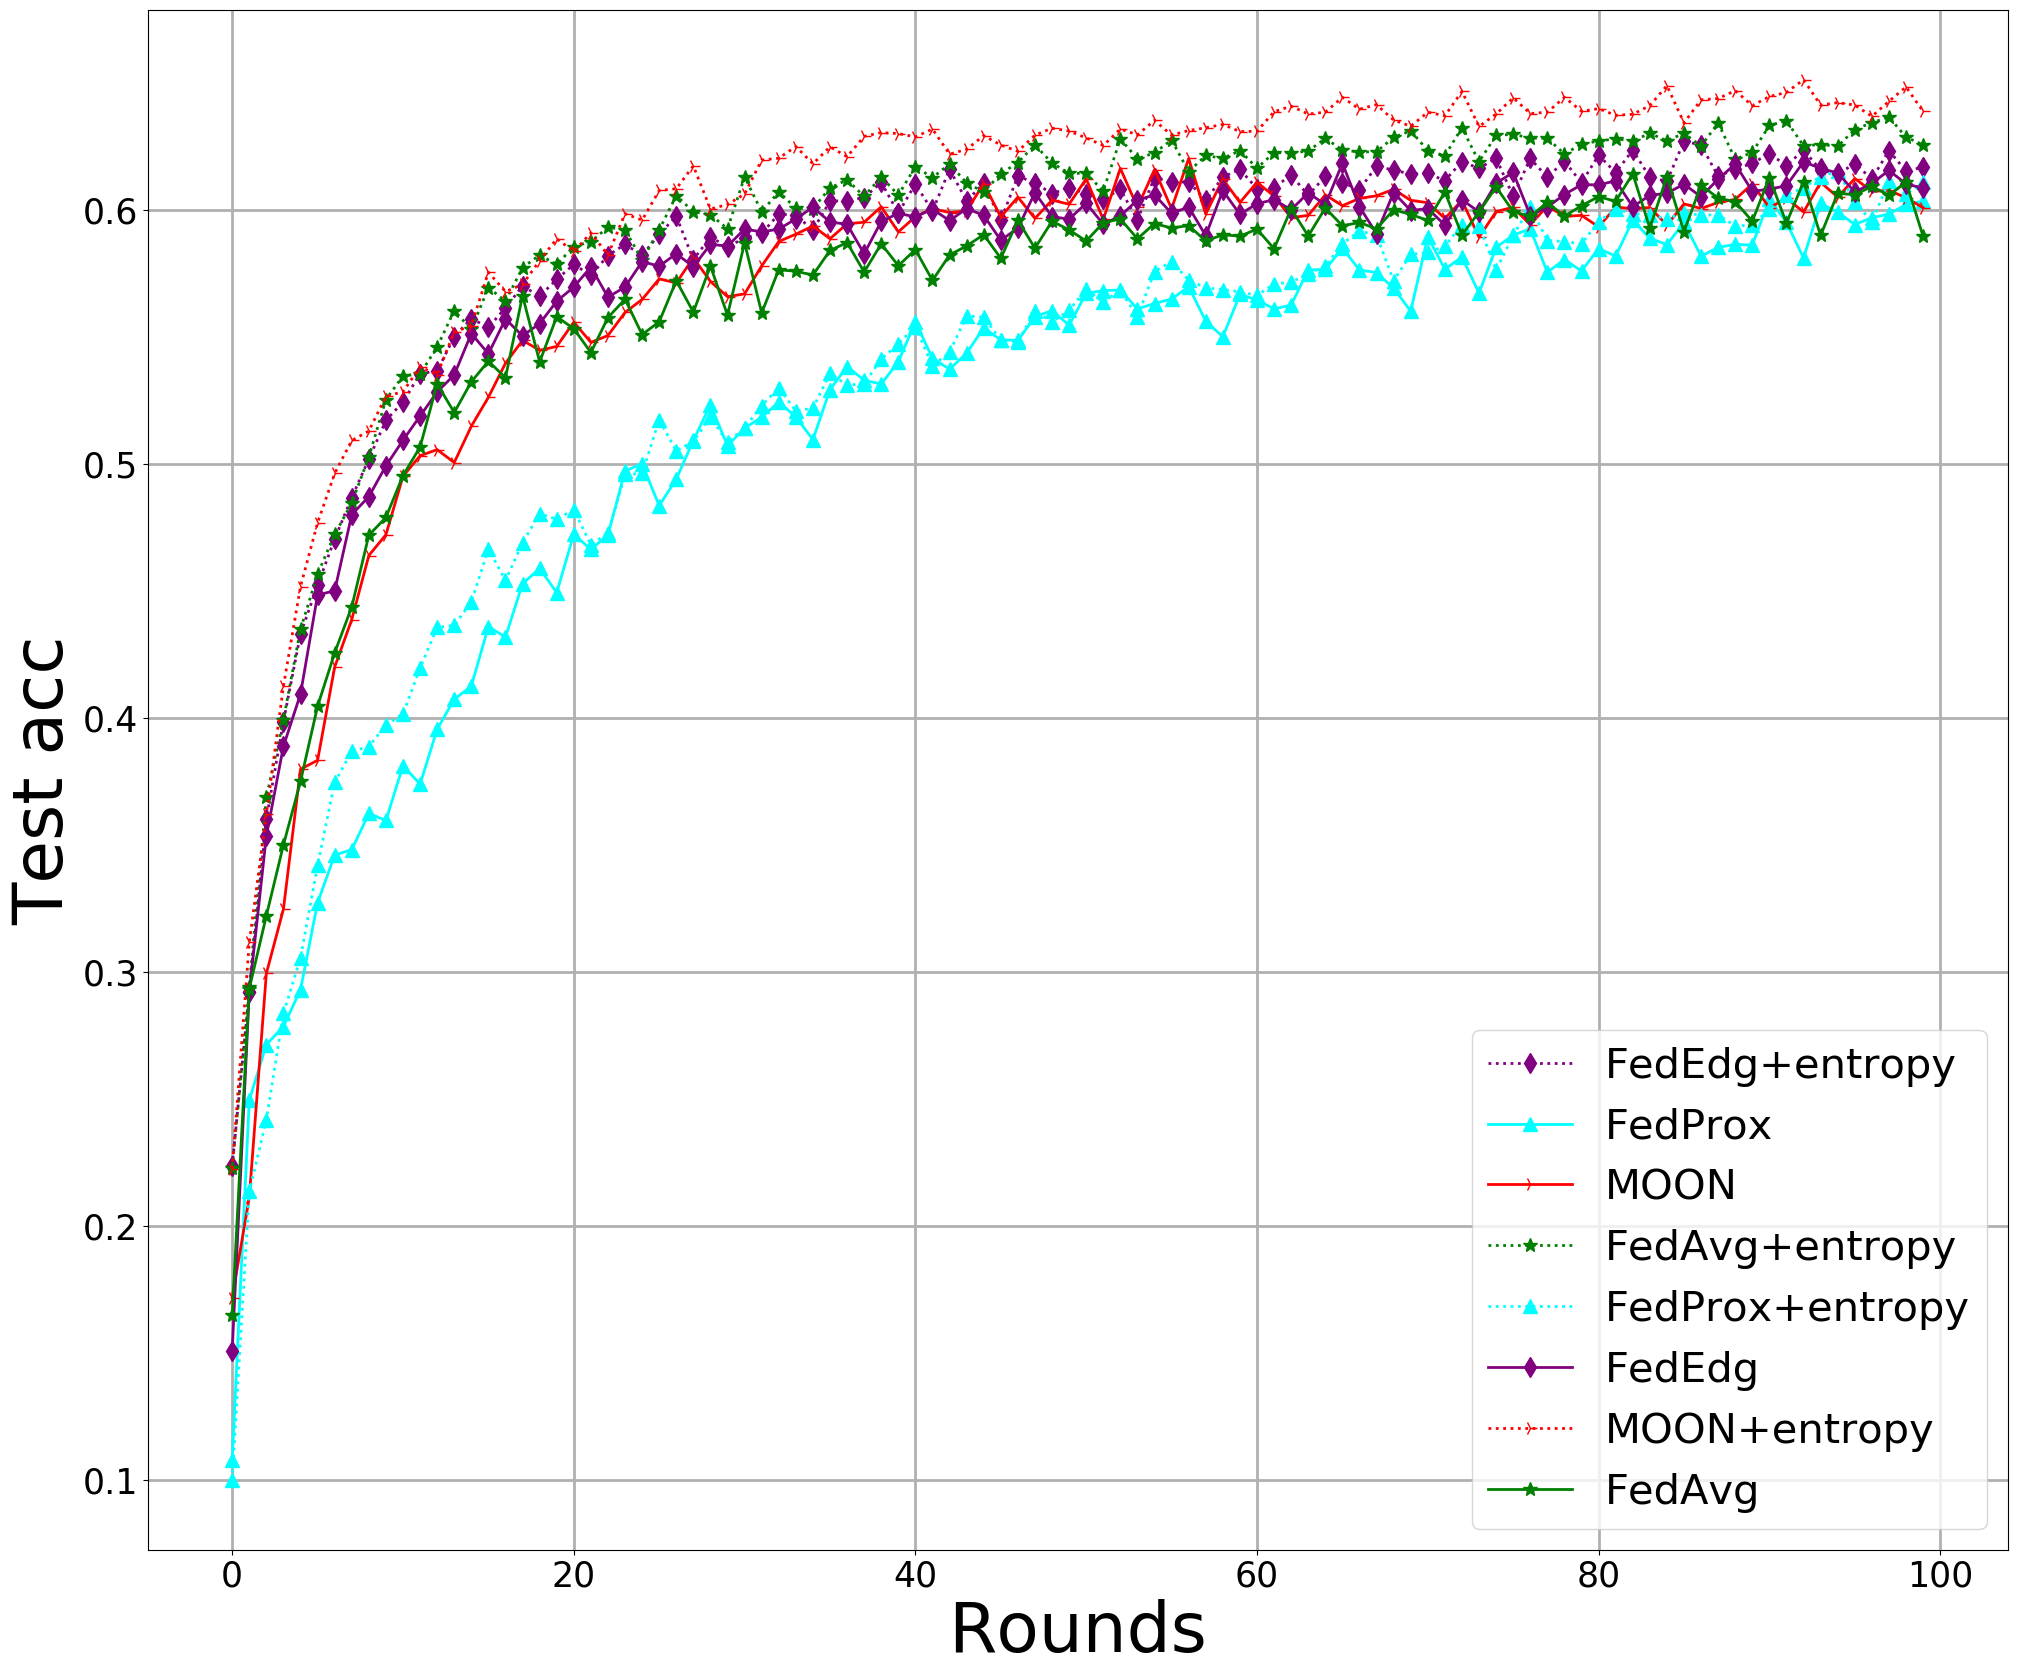 Test acc
0.6
0.5
0.4
0.3
0.2
0.1
0
20
40
60
80
100
Rounds
FedEdg+entropy
FedProx
MOON
FedAvg+entropy
FedProx+entropy
FedEdg
MOON+entropy
FedAvg